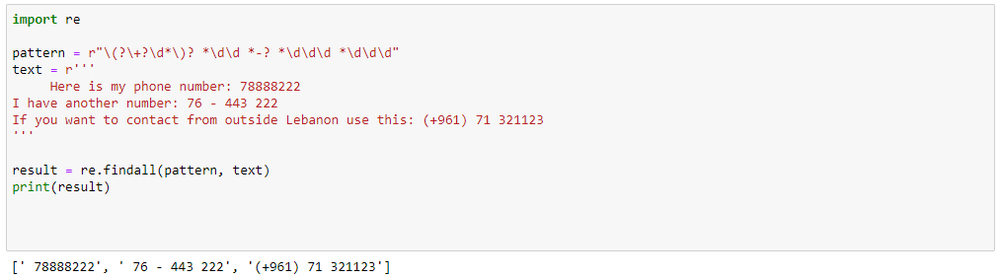 import re
pattern = r"\(?\+?\d*\)? *\d\d *-? *\d\d\d *\d\d\d"
text = r'''
     Here is my phone number: 78888222
I have another number: 76 - 443 222
If you want to contact from outside Lebanon use this: (+961) 71 321123
'''
result = re.findall(pattern, text)
print(result)
[' 78888222', ' 76 - 443 222', '(+961) 71 321123']